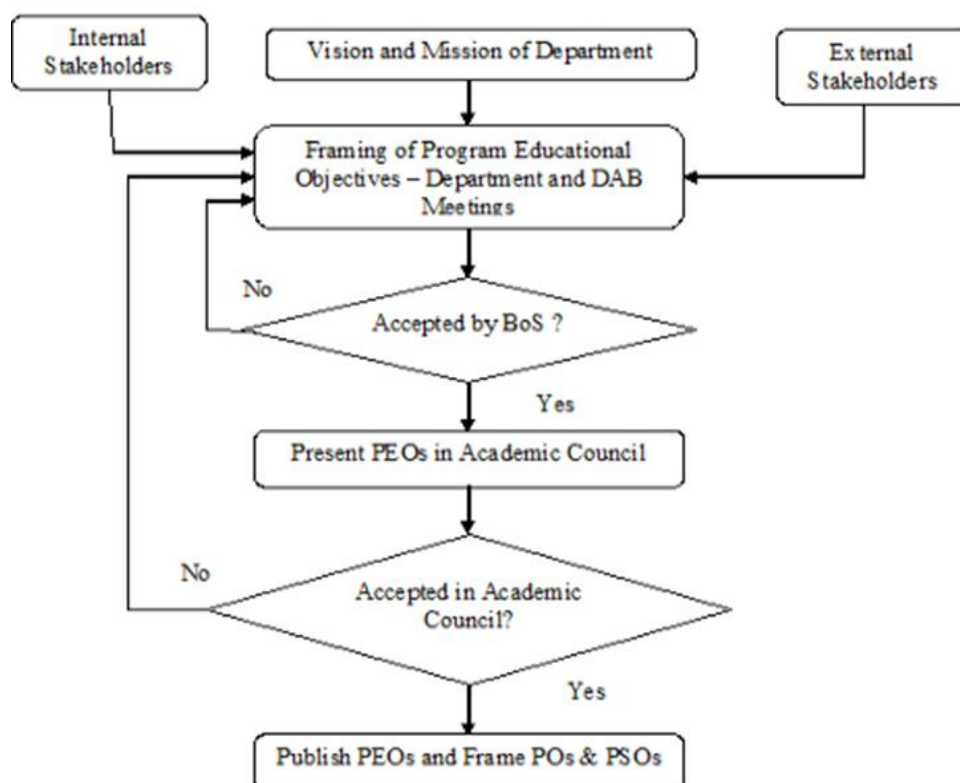 Internal
Stakeholders
Vision and Mission of Department
External
Stakeholders
Framing of Program Educational
Objectives – Department and DAB
Meetings
No
Accepted by BoS ?
Yes
Present PEOs in Academic Council
No
Accepted in Academic
Council?
Yes
Publish PEOs and Frame POs & PSOs